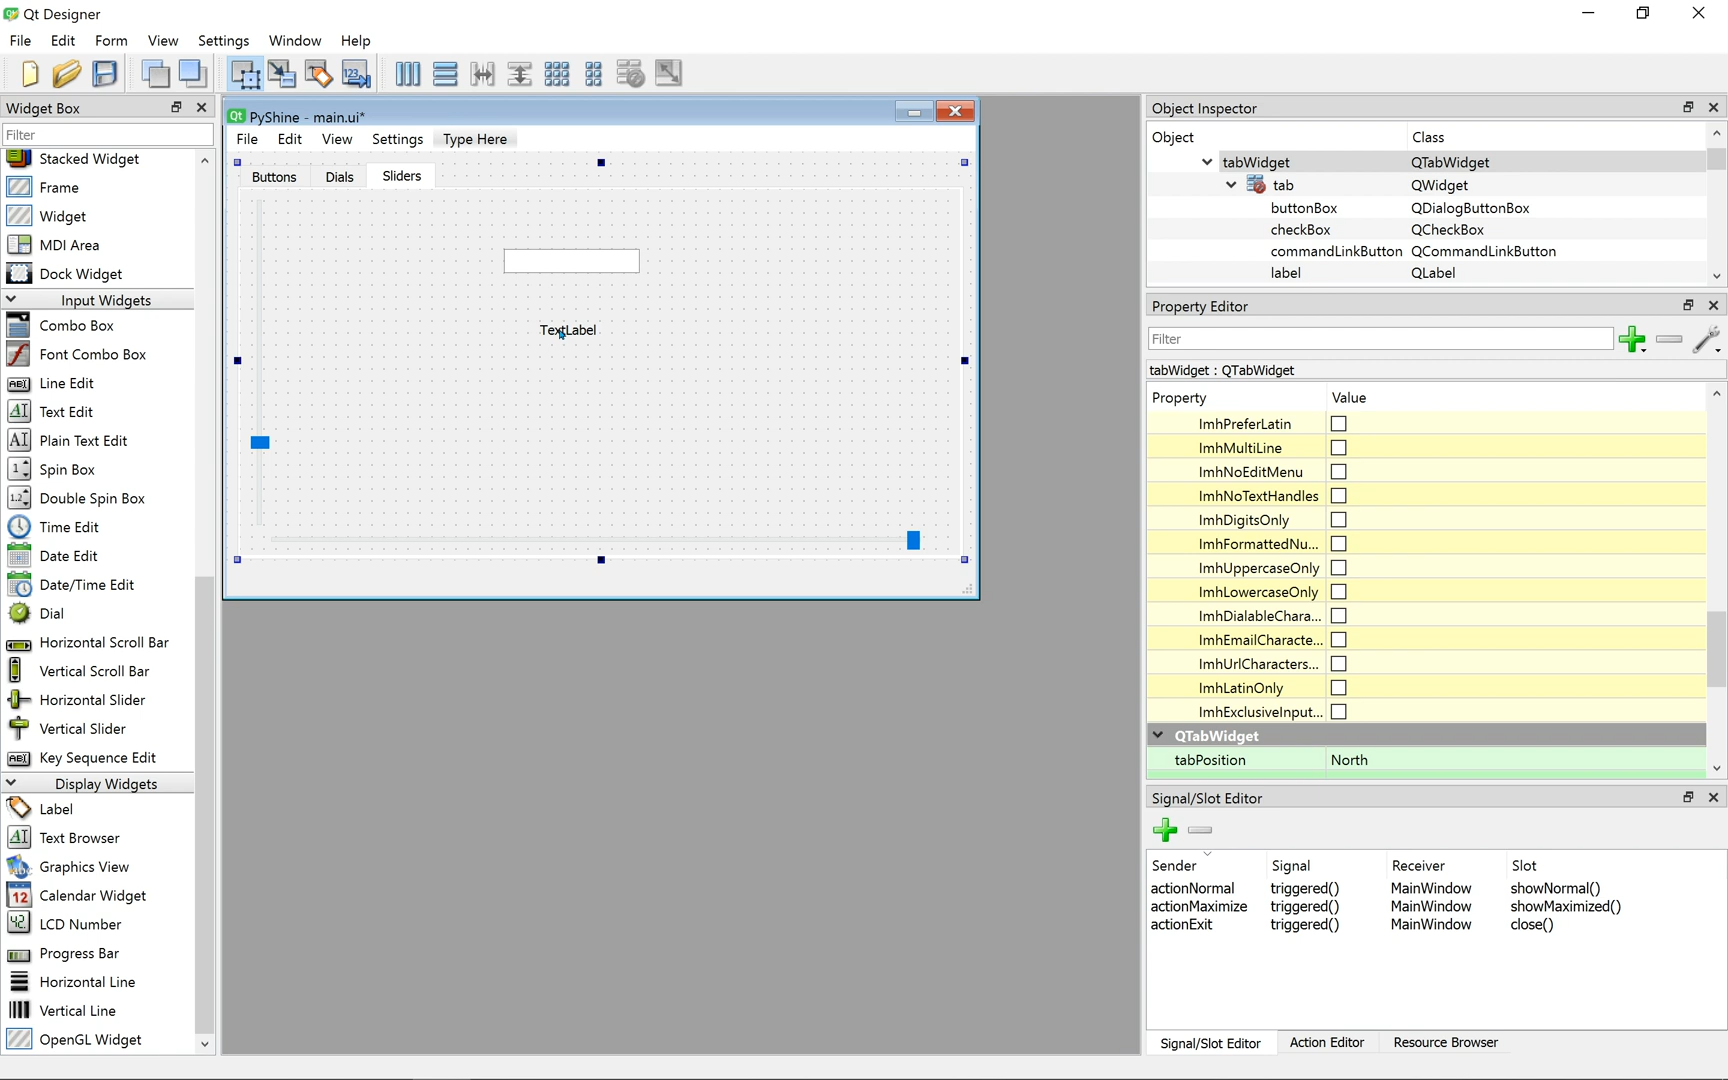 Qt Designer
File Edit Form View Settings Window Help
Widget Box
Filter
Stacked Widget
Frame
Widget
MDI Area
Dock Widget
Input Widgets
Combo Box
Font Combo Box
Line Edit
Text Edit
Plain Text Edit
Spin Box
Double Spin Box
Time Edit
Date Edit
Date/Time Edit
Dial
Horizontal Scroll Bar
Vertical Scroll Bar
Horizontal Slider
Vertical Slider
Key Sequence Edit
Display Widgets
Label
Text Browser
Graphics View
Calendar Widget
LCD Number
Progress Bar
Horizontal Line
Vertical Line
OpenGL Widget
PyShine - main.ui*
File Edit View Settings Type Here
Buttons Dials Sliders
TextLabel
Object Inspector
Object Class
tabWidget QTabWidget
tab QWidget
buttonBox QDialogButtonBox
checkBox QCheckBox
commandLinkButton QCommandLinkButton
label QLabel
Property Editor
Filter
tabWidget : QTabWidget
Property Value
ImhPreferLatin
ImhMultiLine
ImhNoEditMenu
ImhNoTextHandles
ImhDigitsOnly
ImhFormattedNu...
ImhUppercaseOnly
ImhLowercaseOnly
ImhDialableChara...
ImhEmailCharacte...
ImhUrlCharacters...
ImhLatinOnly
ImhExclusiveInput...
QTabWidget
tabPosition North
Signal/Slot Editor
Sender Signal Receiver Slot
actionNormal triggered() MainWindow showNormal()
actionMaximize triggered() MainWindow showMaximized()
actionExit triggered() MainWindow close()
Signal/Slot Editor Action Editor Resource Browser